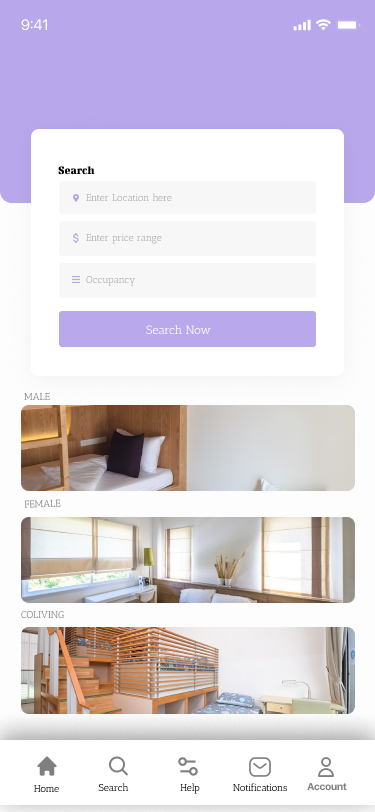 9:41
Search
Enter Location here
$ Enter price range
Occupancy
Search Now
MALE
FEMALE
COLIVING
Home Search Help Notifications Account